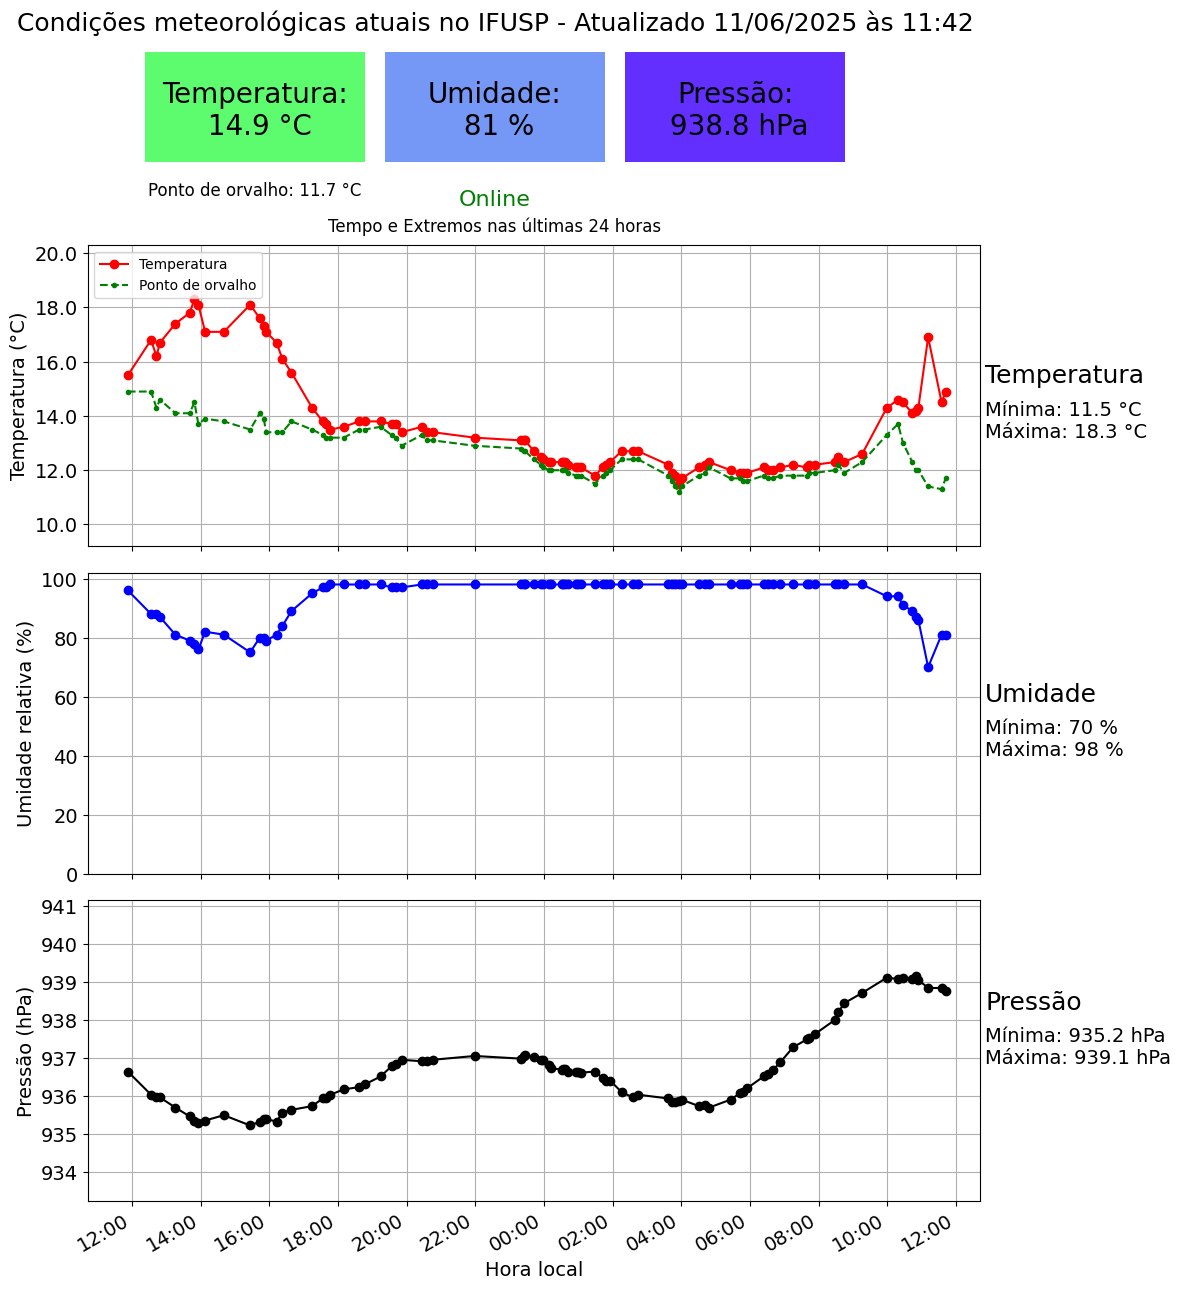 Condições meteorológicas atuais no IFUSP - Atualizado 11/06/2025 às 11:42
Temperatura:
14.9 °C
Umidade:
81 %
Pressão:
938.8 hPa
Ponto de orvalho: 11.7 °C
Online
Tempo e Extremos nas últimas 24 horas
Temperatura
Ponto de orvalho
Temperatura (°C)
20.0
18.0
16.0
14.0
12.0
10.0
Temperatura
Mínima: 11.5 °C
Máxima: 18.3 °C
Umidade relativa (%)
100
80
60
40
20
0
Umidade
Mínima: 70 %
Máxima: 98 %
Pressão (hPa)
941
940
939
938
937
936
935
934
Pressão
Mínima: 935.2 hPa
Máxima: 939.1 hPa
12:00 14:00 16:00 18:00 20:00 22:00 00:00 02:00 04:00 06:00 08:00 10:00 12:00
Hora local